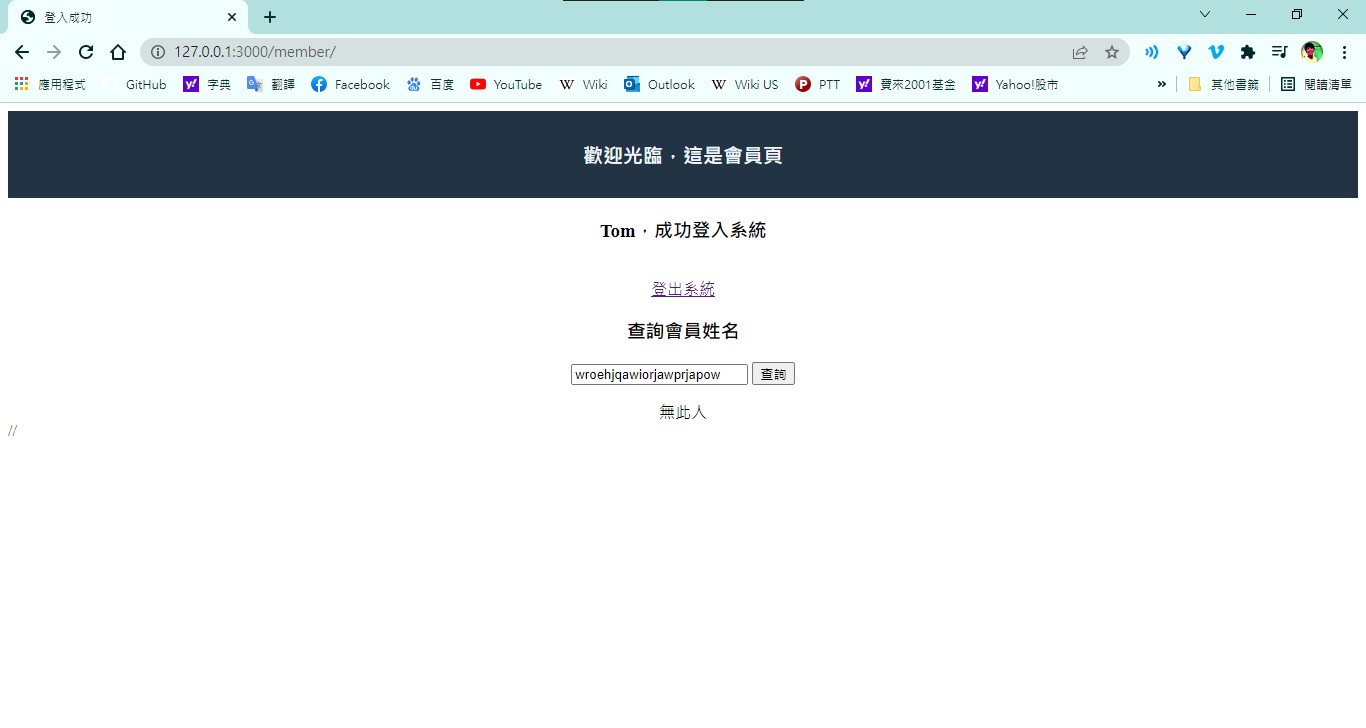 登入成功
127.0.0.1:3000/member/
應用程式 GitHub 字典 翻譯 Facebook 百度 YouTube Wiki Outlook Wiki US PTT 寶來2001基金 Yahoo!股市 » 其他書籤 閱讀清單
歡迎光臨，這是會員頁
Tom，成功登入系統
登出系統
查詢會員姓名
wroehjqawiorjawprjapow 查詢
無此人
//